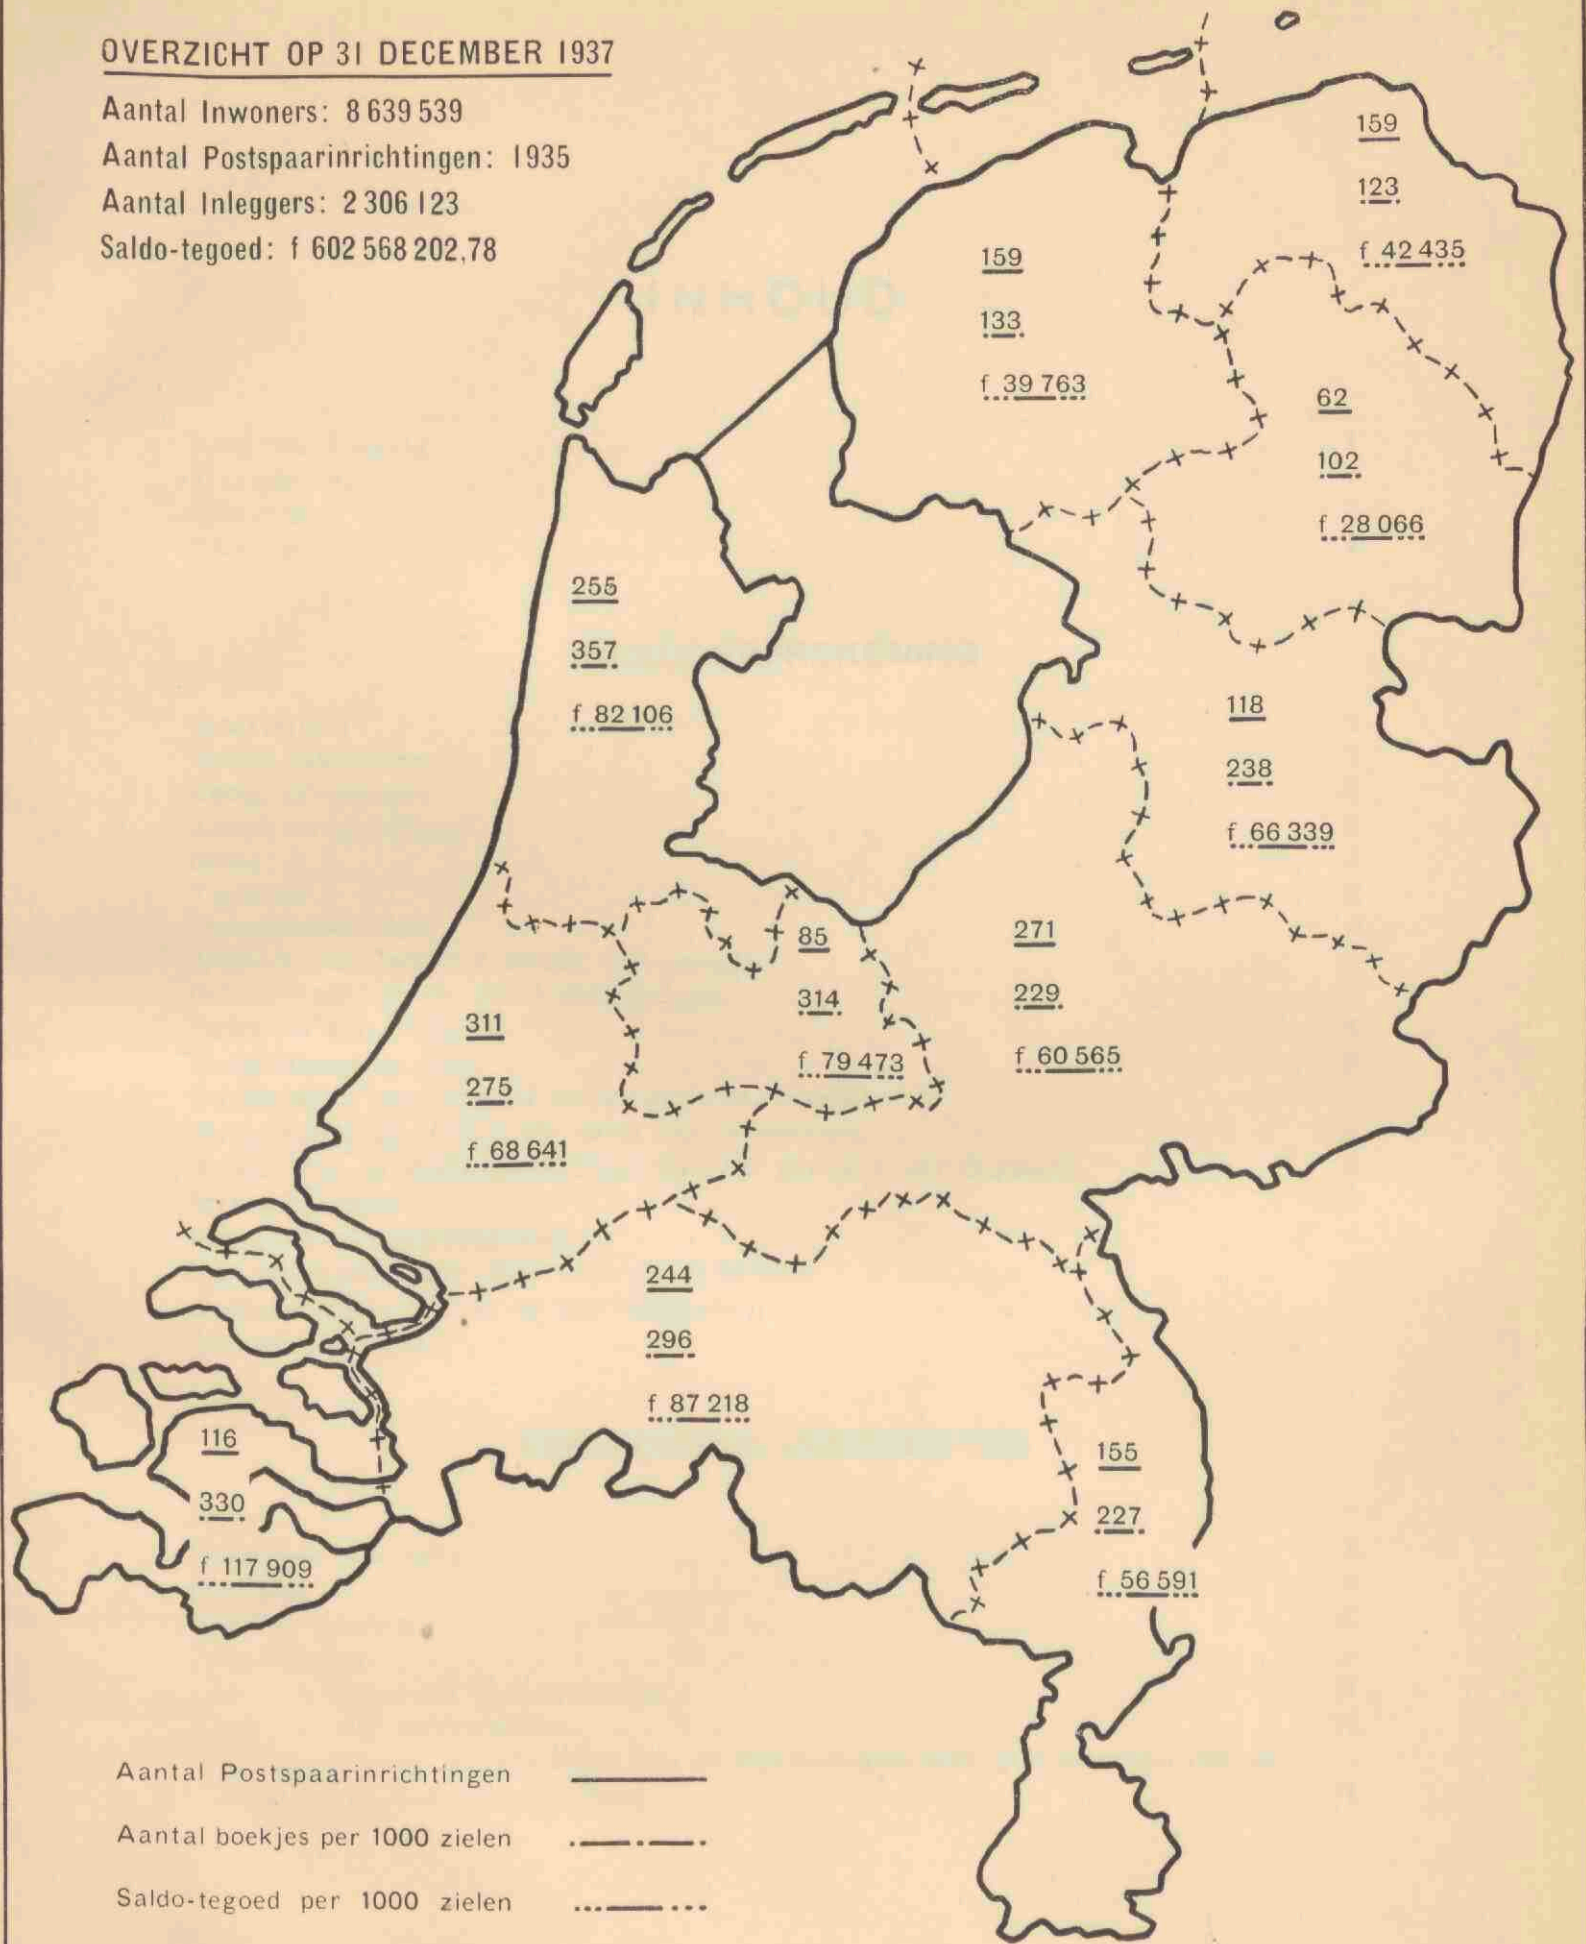 OVERZICHT OP 31 DECEMBER 1937
Aantal Inwoners: 8 639 539
Aantal Postspaarinrichtingen: 1935
Aantal Inleggers: 2 306 123
Saldo-tegoed: f 602 568 202,78
159
123
f 42 435
159
133
f 39 763
62
102
f 28 066
255
357
f 82 106
118
238
f 66 339
85
314
f 79 473
271
229
f 60 565
311
275
f 68 641
244
296
f 87 218
116
330
f 117 909
155
227
f 56 591
Aantal Postspaarinrichtingen
Aantal boekjes per 1000 zielen
Saldo-tegoed per 1000 zielen